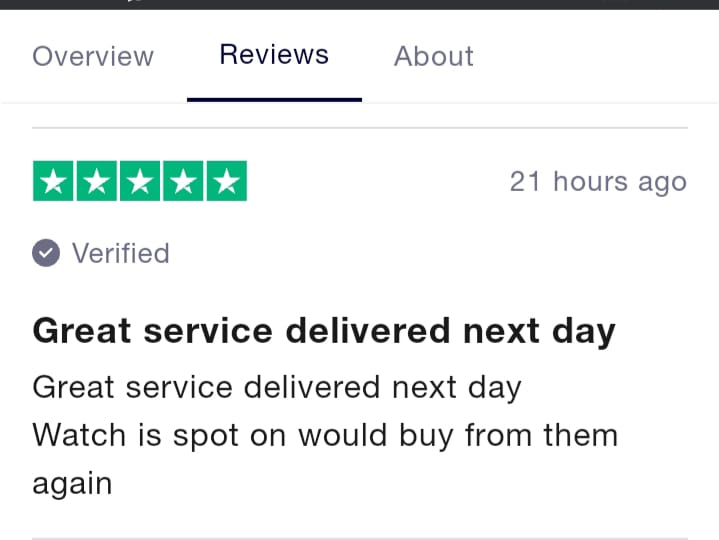 Overview Reviews About
21 hours ago
Verified
Great service delivered next day
Great service delivered next day
Watch is spot on would buy from them
again